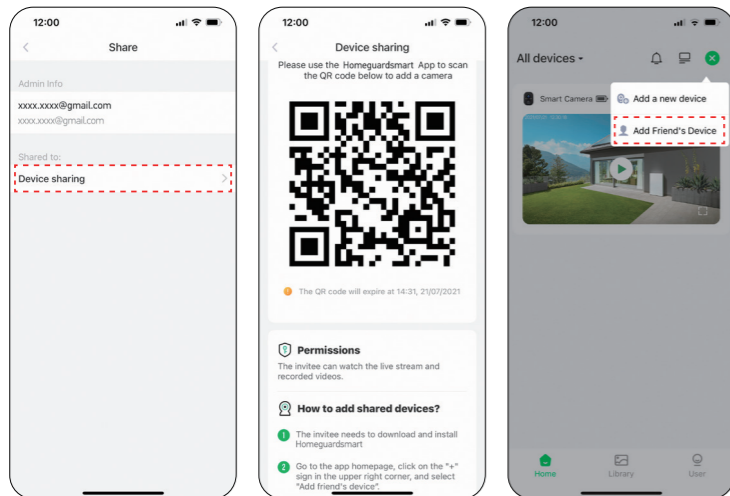 12:00
Share
Admin Info
xxxx.xxxx@gmail.com
xxxx.xxxx@gmail.com
Shared to:
Device sharing
12:00
Device sharing
Please use the Homeguardsmart App to scan
the QR code below to add a camera
The QR code will expire at 14:31, 21/07/2021
Permissions
The invitee can watch the live stream and
recorded videos.
How to add shared devices?
1 The invitee needs to download and install
Homeguardsmart
2 Go to the app homepage, click on the "+"
sign in the upper right corner, and select
"Add friend's device".
12:00
All devices
Add a new device
Add Friend's Device
Smart Camera
Home
Library
User